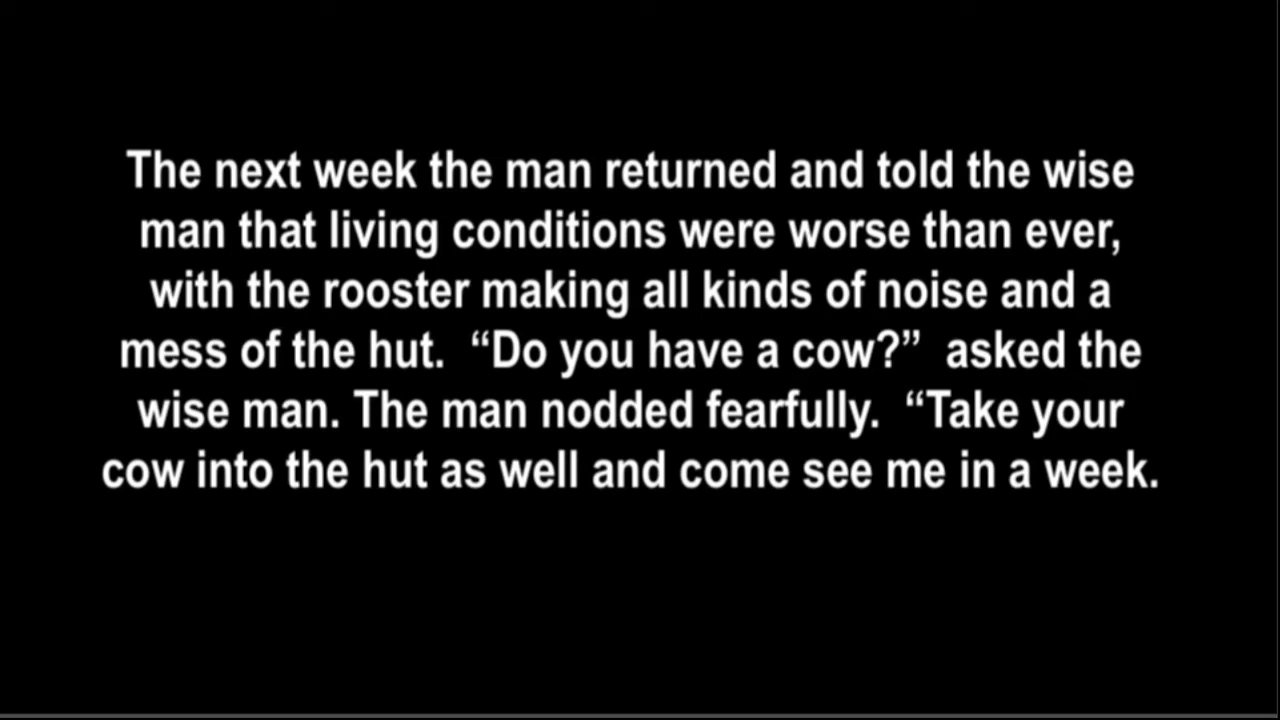 The next week the man returned and told the wise
man that living conditions were worse than ever,
with the rooster making all kinds of noise and a
mess of the hut.  “Do you have a cow?”  asked the
wise man. The man nodded fearfully.  “Take your
cow into the hut as well and come see me in a week.